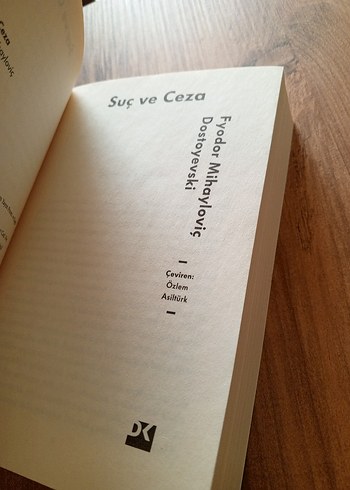 Suç ve Ceza
Fyodor Mihayloviç
Dostoyevski
Çeviren:
Özlem
Asiltürk
DK